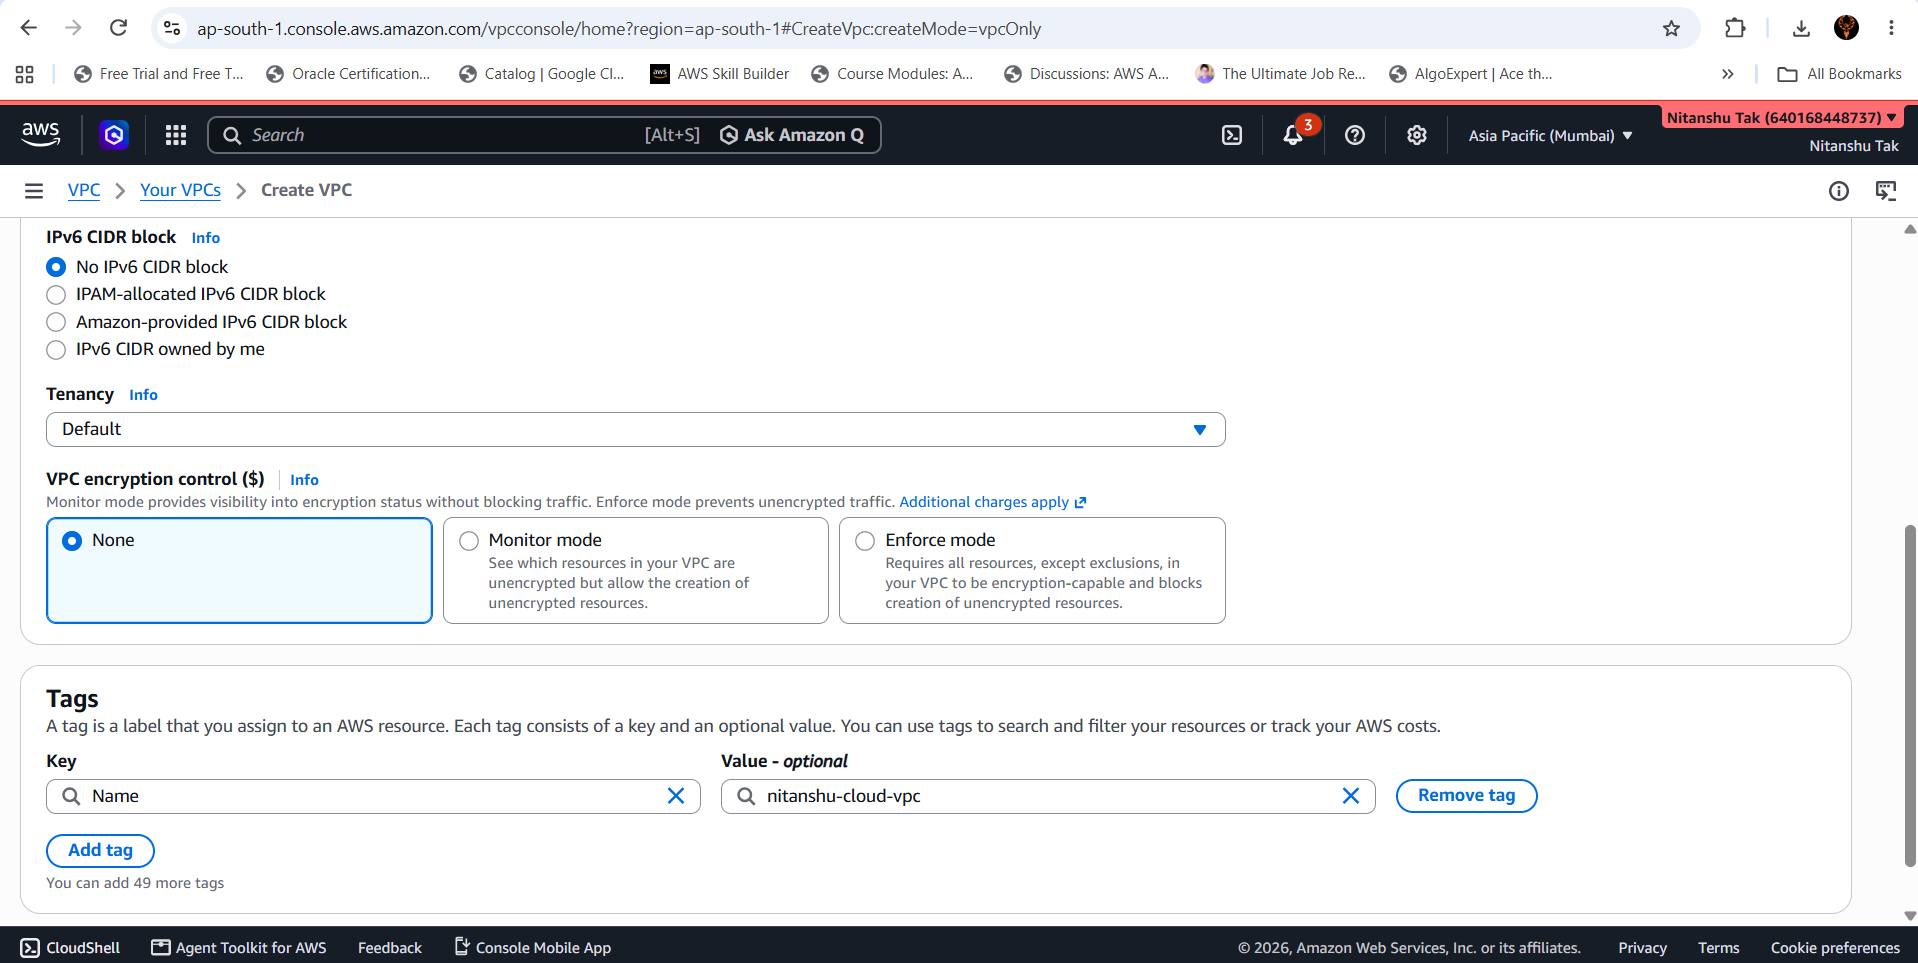 ap-south-1.console.aws.amazon.com/vpcconsole/home?region=ap-south-1#CreateVpc:createMode=vpcOnly
Free Trial and Free T... Oracle Certification... Catalog | Google Cl... aws AWS Skill Builder Course Modules: A... Discussions: AWS A... The Ultimate Job Re... AlgoExpert | Ace th... » All Bookmarks
aws Search [Alt+S] Ask Amazon Q 3 Asia Pacific (Mumbai) Nitanshu Tak (640168448737)
Nitanshu Tak
VPC > Your VPCs > Create VPC
IPv6 CIDR block Info
No IPv6 CIDR block
IPAM-allocated IPv6 CIDR block
Amazon-provided IPv6 CIDR block
IPv6 CIDR owned by me
Tenancy Info
Default
VPC encryption control ($) Info
Monitor mode provides visibility into encryption status without blocking traffic. Enforce mode prevents unencrypted traffic. Additional charges apply
None
Monitor mode
See which resources in your VPC are
unencrypted but allow the creation of
unencrypted resources.
Enforce mode
Requires all resources, except exclusions, in
your VPC to be encryption-capable and blocks
creation of unencrypted resources.
Tags
A tag is a label that you assign to an AWS resource. Each tag consists of a key and an optional value. You can use tags to search and filter your resources or track your AWS costs.
Key Value - optional
Name nitanshu-cloud-vpc Remove tag
Add tag
You can add 49 more tags
CloudShell Agent Toolkit for AWS Feedback Console Mobile App © 2026, Amazon Web Services, Inc. or its affiliates. Privacy Terms Cookie preferences